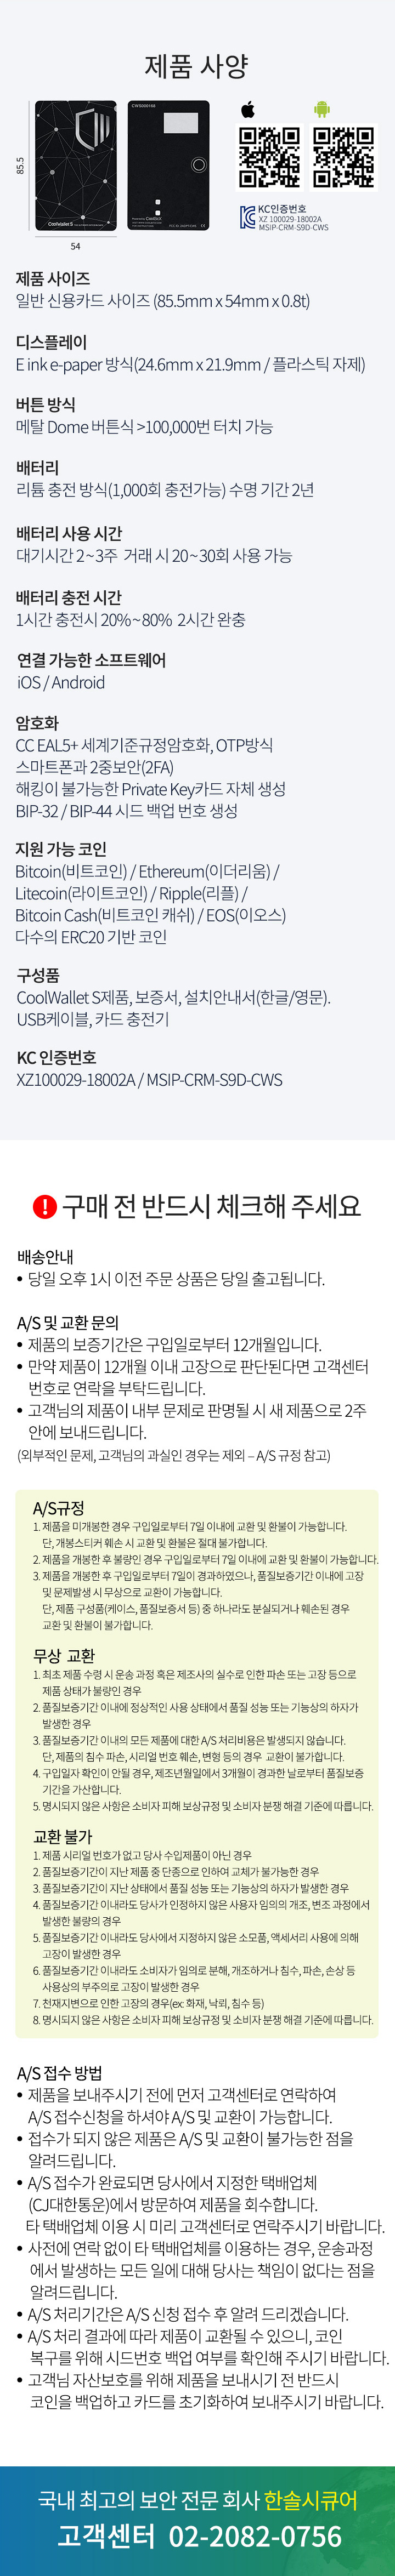 제품 사양
85.5
54
CoolWallet S
CWS000168
KC인증번호
XZ 100029-18002A
MSIP-CRM-S9D-CWS
제품 사이즈
일반 신용카드 사이즈 (85.5mm x 54mm x 0.8t)
디스플레이
E ink e-paper 방식(24.6mm x 21.9mm / 플라스틱 자제)
버튼 방식
메탈 Dome 버튼식 >100,000번 터치 가능
배터리
리튬 충전 방식(1,000회 충전가능) 수명 기간 2년
배터리 사용 시간
대기시간 2~3주 거래 시 20~30회 사용 가능
배터리 충전 시간
1시간 충전시 20%~80% 2시간 완충
연결 가능한 소프트웨어
iOS / Android
암호화
CC EAL5+ 세계기준규정암호화, OTP방식
스마트폰과 2중보안(2FA)
해킹이 불가능한 Private Key카드 자체 생성
BIP-32 / BIP-44 시드 백업 번호 생성
지원 가능 코인
Bitcoin(비트코인) / Ethereum(이더리움) /
Litecoin(라이트코인) / Ripple(리플) /
Bitcoin Cash(비트코인 캐쉬) / EOS(이오스)
다수의 ERC20 기반 코인
구성품
CoolWallet S제품, 보증서, 설치안내서(한글/영문).
USB케이블, 카드 충전기
KC 인증번호
XZ100029-18002A / MSIP-CRM-S9D-CWS
! 구매 전 반드시 체크해 주세요
배송안내
• 당일 오후 1시 이전 주문 상품은 당일 출고됩니다.
A/S 및 교환 문의
• 제품의 보증기간은 구입일로부터 12개월입니다.
• 만약 제품이 12개월 이내 고장으로 판단된다면 고객센터
번호로 연락을 부탁드립니다.
• 고객님의 제품이 내부 문제로 판명될 시 새 제품으로 2주
안에 보내드립니다.
(외부적인 문제, 고객님의 과실인 경우는 제외 – A/S 규정 참고)
A/S규정
1. 제품을 미개봉한 경우 구입일로부터 7일 이내에 교환 및 환불이 가능합니다.
단, 개봉스티커 훼손 시 교환 및 환불은 절대 불가합니다.
2. 제품을 개봉한 후 불량인 경우 구입일로부터 7일 이내에 교환 및 환불이 가능합니다.
3. 제품을 개봉한 후 구입일로부터 7일이 경과하였으나, 품질보증기간 이내에 고장
및 문제발생 시 무상으로 교환이 가능합니다.
단, 제품 구성품(케이스, 품질보증서 등) 중 하나라도 분실되거나 훼손된 경우
교환 및 환불이 불가합니다.
무상 교환
1. 최초 제품 수령 시 운송 과정 혹은 제조사의 실수로 인한 파손 또는 고장 등으로
제품 상태가 불량인 경우
2. 품질보증기간 이내에 정상적인 사용 상태에서 품질 성능 또는 기능상의 하자가
발생한 경우
3. 품질보증기간 이내의 모든 제품에 대한 A/S 처리비용은 발생되지 않습니다.
단, 제품의 침수 파손, 시리얼 번호 훼손, 변형 등의 경우 교환이 불가합니다.
4. 구입일자 확인이 안될 경우, 제조년월일에서 3개월이 경과한 날로부터 품질보증
기간을 가산합니다.
5. 명시되지 않은 사항은 소비자 피해 보상규정 및 소비자 분쟁 해결 기준에 따릅니다.
교환 불가
1. 제품 시리얼 번호가 없고 당사 수입제품이 아닌 경우
2. 품질보증기간이 지난 제품 중 단종으로 인하여 교체가 불가능한 경우
3. 품질보증기간이 지난 상태에서 품질 성능 또는 기능상의 하자가 발생한 경우
4. 품질보증기간 이내라도 당사가 인정하지 않은 사용자 임의의 개조, 변조 과정에서
발생한 불량의 경우
5. 품질보증기간 이내라도 당사에서 지정하지 않은 소모품, 액세서리 사용에 의해
고장이 발생한 경우
6. 품질보증기간 이내라도 소비자가 임의로 분해, 개조하거나 침수, 파손, 손상 등
사용상의 부주의로 고장이 발생한 경우
7. 천재지변으로 인한 고장의 경우(ex: 화재, 낙뢰, 침수 등)
8. 명시되지 않은 사항은 소비자 피해 보상규정 및 소비자 분쟁 해결 기준에 따릅니다.
A/S 접수 방법
• 제품을 보내주시기 전에 먼저 고객센터로 연락하여
A/S 접수신청을 하셔야 A/S 및 교환이 가능합니다.
• 접수가 되지 않은 제품은 A/S 및 교환이 불가능한 점을
알려드립니다.
• A/S 접수가 완료되면 당사에서 지정한 택배업체
(CJ대한통운)에서 방문하여 제품을 회수합니다.
타 택배업체 이용 시 미리 고객센터로 연락주시기 바랍니다.
• 사전에 연락 없이 타 택배업체를 이용하는 경우, 운송과정
에서 발생하는 모든 일에 대해 당사는 책임이 없다는 점을
알려드립니다.
• A/S 처리기간은 A/S 신청 접수 후 알려 드리겠습니다.
• A/S 처리 결과에 따라 제품이 교환될 수 있으니, 코인
복구를 위해 시드번호 백업 여부를 확인해 주시기 바랍니다.
• 고객님 자산보호를 위해 제품을 보내시기 전 반드시
코인을 백업하고 카드를 초기화하여 보내주시기 바랍니다.
국내 최고의 보안 전문 회사 한솔시큐어
고객센터 02-2082-0756